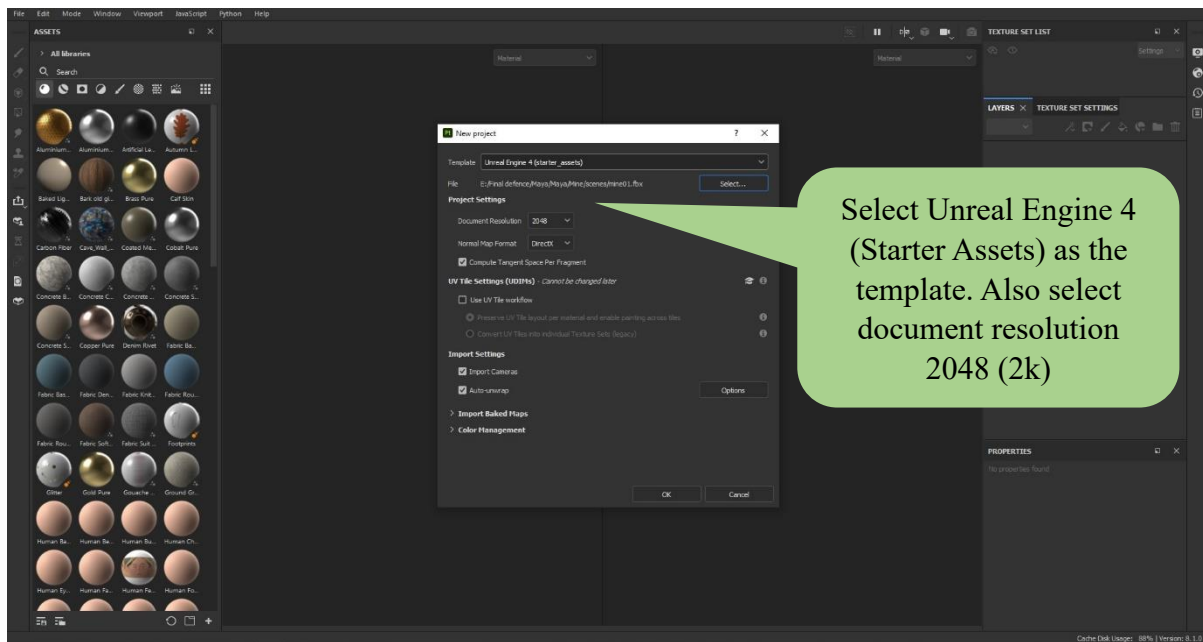 File Edit Mode Window Viewport JavaScript Python Help
ASSETS
All libraries
Search
Aluminium... Aluminium... Artificial Le... Autumn L...
Baked Lig... Bark old gi... Brass Pure Calf Skin
Carbon Fiber Cave_Wall_... Coated Me... Cobalt Pure
Concrete B... Concrete C... Concrete ... Concrete S...
Concrete S... Copper Pure Denim Rivet Fabric Ba...
Fabric Bas... Fabric Den... Fabric Knit... Fabric Rou...
Fabric Rou... Fabric Soft... Fabric Suit ... Footprints
Glitter Gold Pure Gouache ... Ground Gr...
Human Ba... Human Be... Human Bu... Human Ch...
Human Ey... Human Fa... Human Fe... Human Fo...
Material
Material
New project
Template Unreal Engine 4 (starter_assets)
File E:/Final defence/Maya/Maya/Mine/scenes/mine01.fbx Select...
Project Settings
Document Resolution 2048
Normal Map Format DirectX
Compute Tangent Space Per Fragment
UV Tile Settings (UDIMs) - Cannot be changed later
Use UV Tile workflow
Preserve UV Tile layout per material and enable painting across tiles
Convert UV Tiles into individual Texture Sets (legacy)
Import Settings
Import Cameras
Auto-unwrap Options
Import Baked Maps
Color Management
OK Cancel
Select Unreal Engine 4
(Starter Assets) as the
template. Also select
document resolution
2048 (2k)
TEXTURE SET LIST
Settings
LAYERS TEXTURE SET SETTINGS
PROPERTIES
No properties found
Cache Disk Usage: 88% | Version: 8.1.0